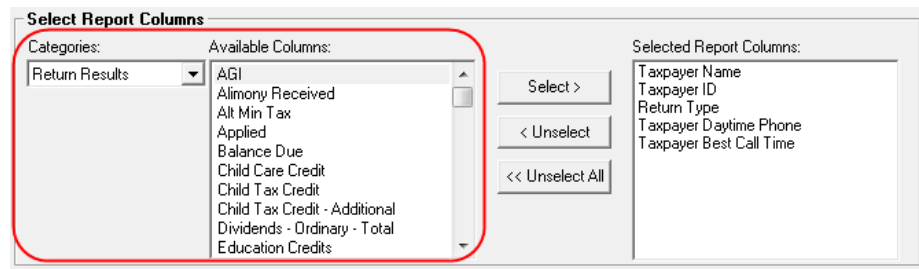 Select Report Columns
Categories:
Return Results
Available Columns:
AGI
Alimony Received
Alt Min Tax
Applied
Balance Due
Child Care Credit
Child Tax Credit
Child Tax Credit - Additional
Dividends - Ordinary - Total
Education Credits
Select >
< Unselect
<< Unselect All
Selected Report Columns:
Taxpayer Name
Taxpayer ID
Return Type
Taxpayer Daytime Phone
Taxpayer Best Call Time